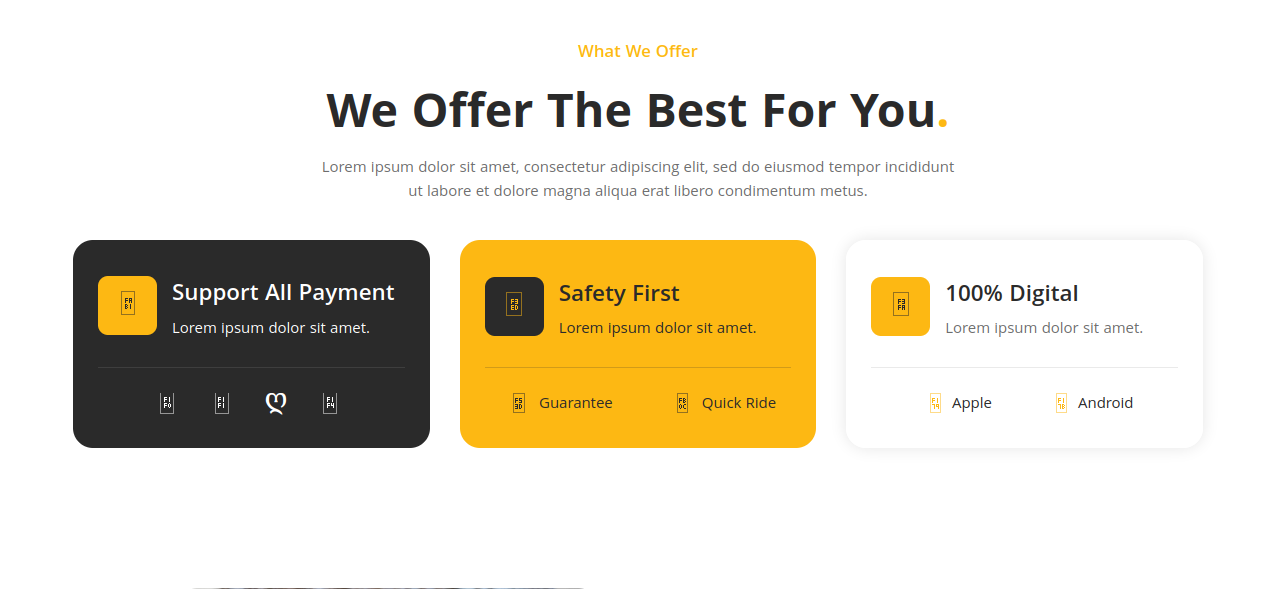 What We Offer
We Offer The Best For You.
Lorem ipsum dolor sit amet, consectetur adipiscing elit, sed do eiusmod tempor incididunt
ut labore et dolore magna aliqua erat libero condimentum metus.
Support All Payment
Lorem ipsum dolor sit amet.
ღ
Safety First
Lorem ipsum dolor sit amet.
Guarantee
Quick Ride
100% Digital
Lorem ipsum dolor sit amet.
Apple
Android